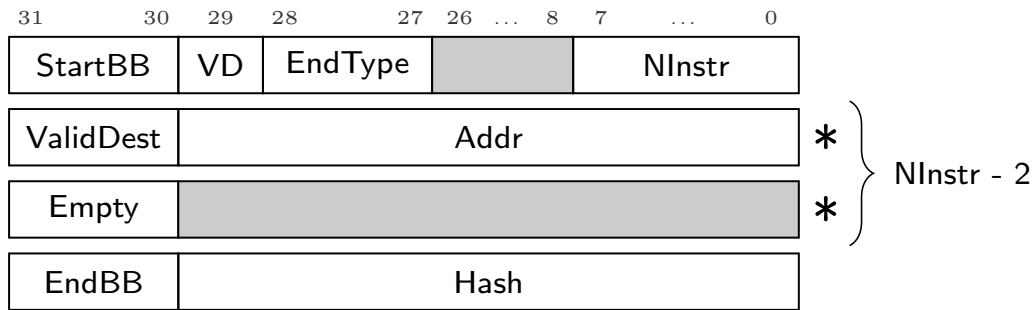 31 30 29 28 27 26 ... 8 7 ... 0
StartBB VD EndType NInstr
ValidDest Addr *
NInstr - 2
Empty *
EndBB Hash